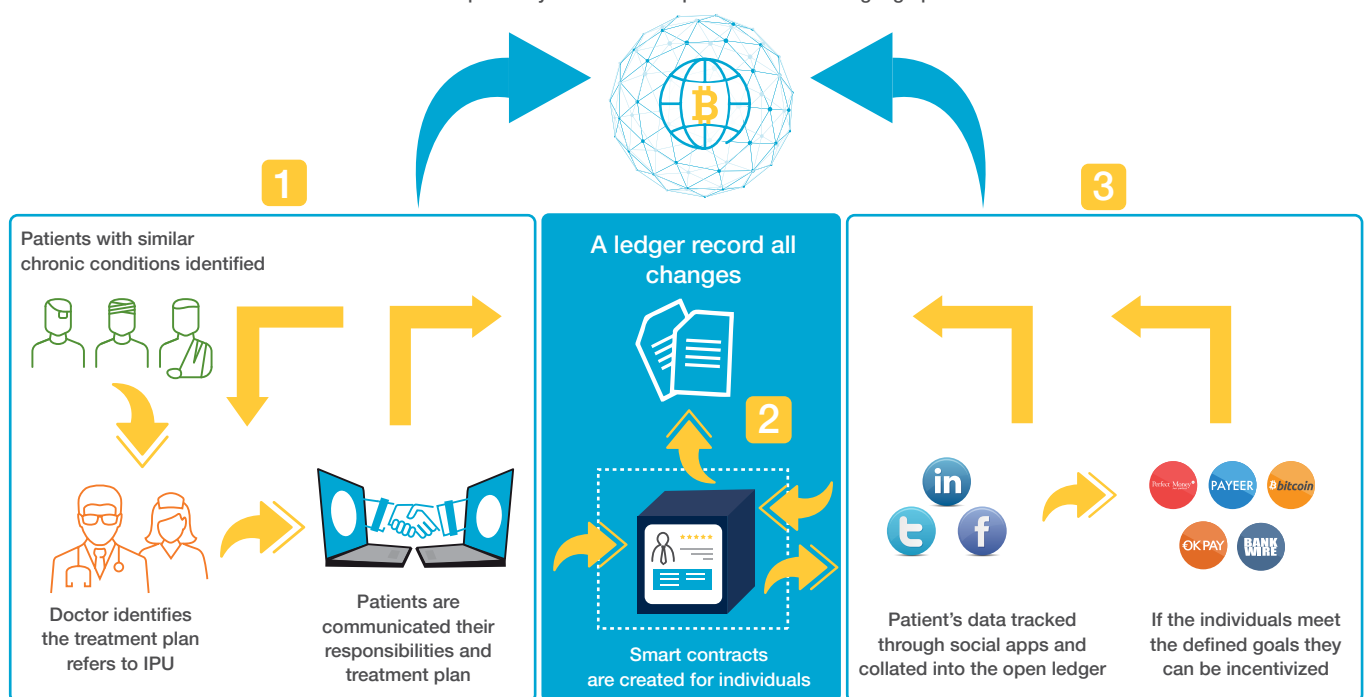 1
3
Patients with similar
chronic conditions identified
A ledger record all
changes
2
in
t
f
Perfect Money
PAYEER
bitcoin
OKPAY
BANK
WIRE
Doctor identifies
the treatment plan
refers to IPU
Patients are
communicated their
responsibilities and
treatment plan
Smart contracts
are created for individuals
Patient's data tracked
through social apps and
collated into the open ledger
If the individuals meet
the defined goals they
can be incentivized